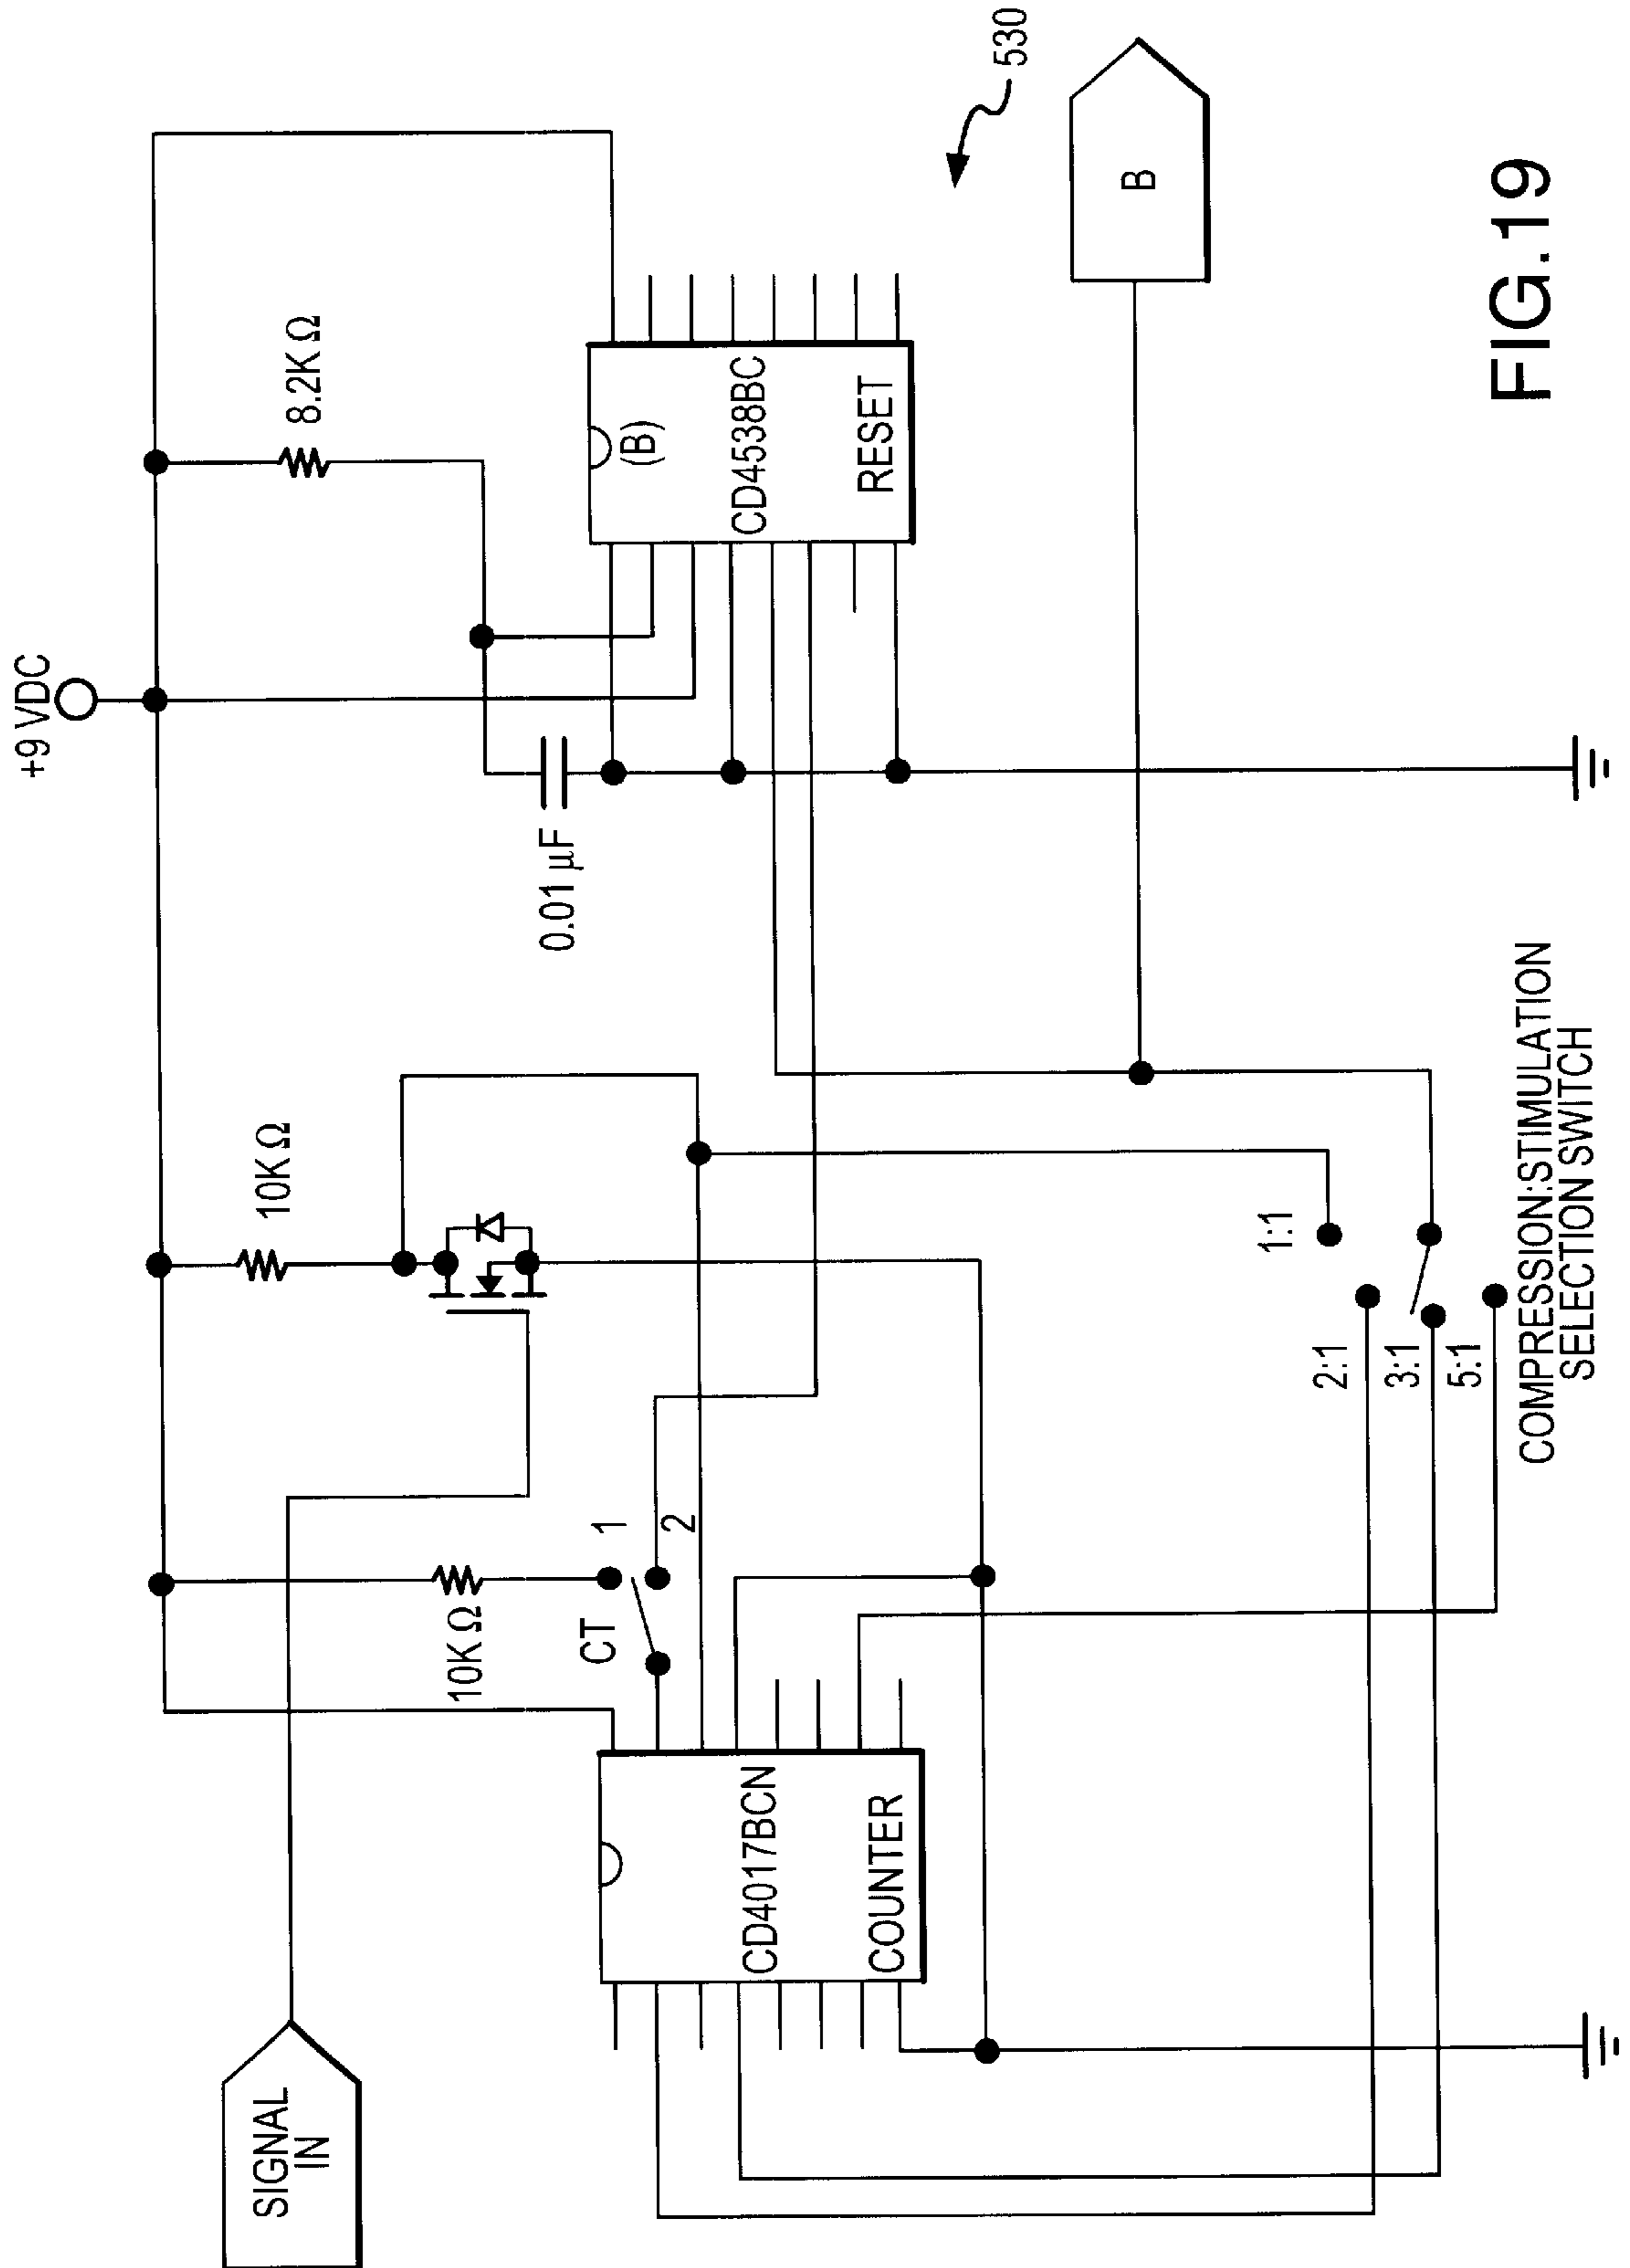 +9 VDC
SIGNAL
IN
10K Ω
CT
1
2
10K Ω
0.01 µF
8.2K Ω
CD4017BCN
COUNTER
(B)
CD4538BC
RESET
530
B
1:1
2:1
3:1
5:1
COMPRESSION:STIMULATION
SELECTION SWITCH
FIG.19